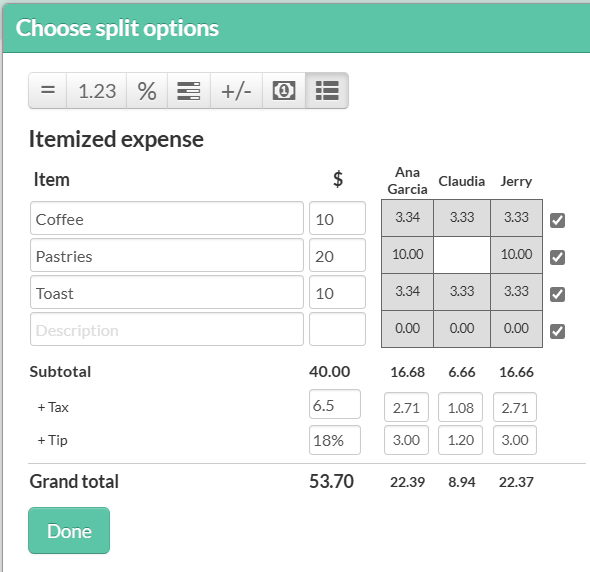 Choose split options
= 1.23 % +/- 1
Itemized expense
Item $ Ana Garcia Claudia Jerry
Coffee 10 3.34 3.33 3.33
Pastries 20 10.00 10.00
Toast 10 3.34 3.33 3.33
Description 0.00 0.00 0.00
Subtotal 40.00 16.68 6.66 16.66
+ Tax 6.5 2.71 1.08 2.71
+ Tip 18% 3.00 1.20 3.00
Grand total 53.70 22.39 8.94 22.37
Done